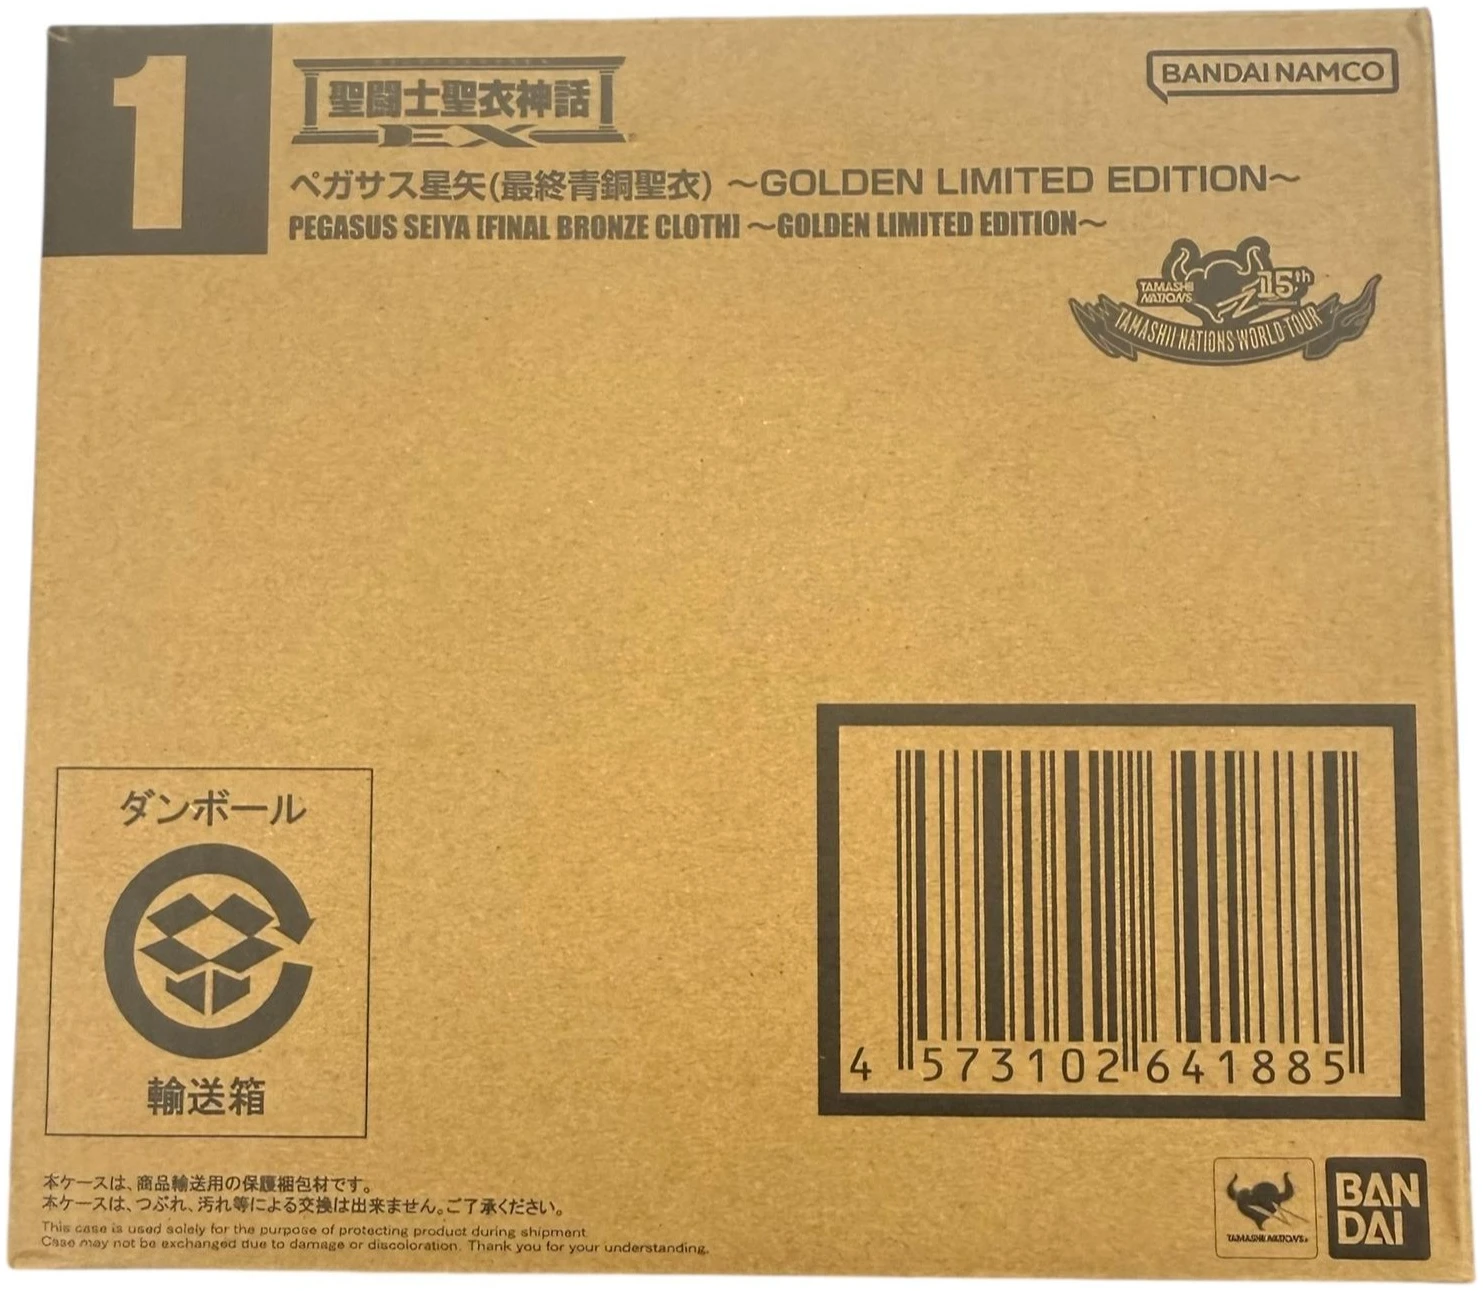 1
聖闘士聖衣神話
EX
BANDAI NAMCO
ペガサス星矢(最終青銅聖衣) ～GOLDEN LIMITED EDITION～
PEGASUS SEIYA [FINAL BRONZE CLOTH] ～GOLDEN LIMITED EDITION～
TAMASHII NATIONS 15th
TAMASHII NATIONS WORLD TOUR
ダンボール
輸送箱
4 573102 641885
本ケースは、商品輸送用の保護梱包材です。
本ケースは、つぶれ、汚れ等による交換は出来ません。ご了承ください。
This case is used solely for the purpose of protecting product during shipment.
Case may not be exchanged due to damage or discoloration. Thank you for your understanding.
TAMASHII NATIONS
BAN
DAI